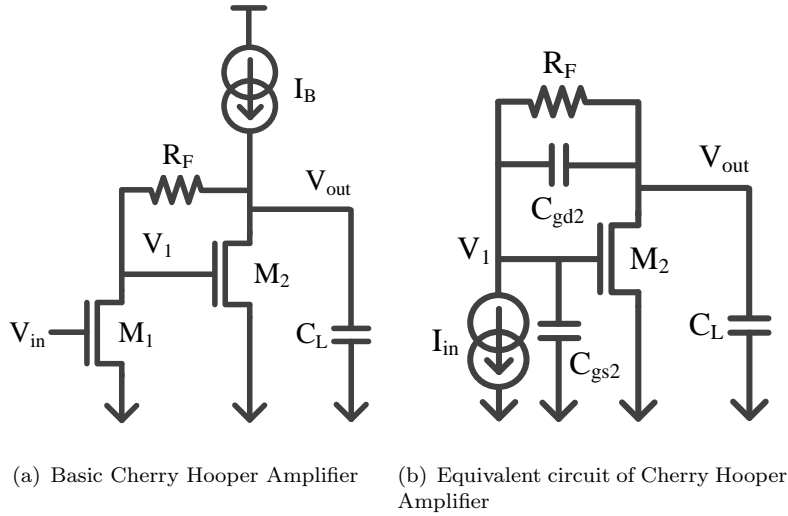 I_B
R_F
V_out
V_1
M_2
V_in
M_1
C_L
R_F
C_gd2
V_out
V_1
M_2
I_in
C_gs2
C_L
(a) Basic Cherry Hooper Amplifier
(b) Equivalent circuit of Cherry Hooper
Amplifier